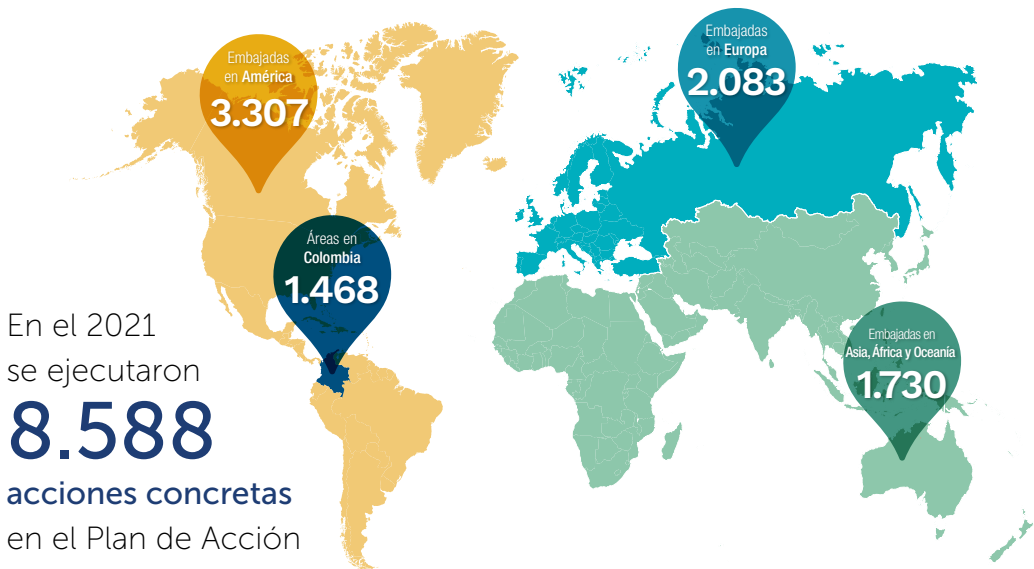 Embajadas
en América
3.307
Embajadas
en Europa
2.083
Áreas en
Colombia
1.468
Embajadas en
Asia, África y Oceanía
1.730
En el 2021
se ejecutaron
8.588
acciones concretas
en el Plan de Acción